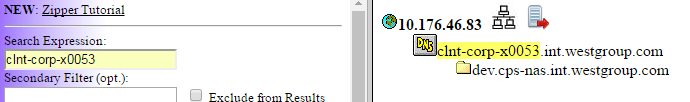 NEW: Zipper Tutorial
Search Expression:
clnt-corp-x0053
Secondary Filter (opt.):
Exclude from Results
10.176.46.83
DNS clnt-corp-x0053.int.westgroup.com
dev.cps-nas.int.westgroup.com